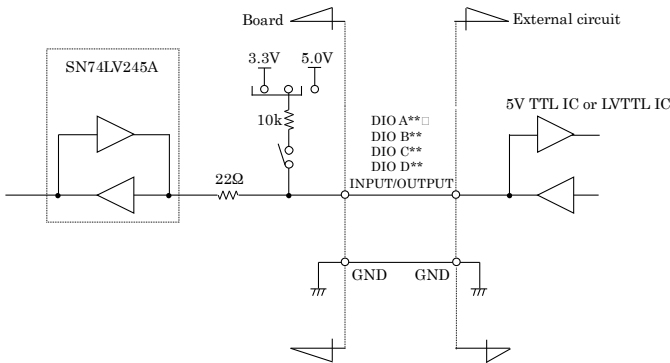 Board
External circuit
3.3V
5.0V
SN74LV245A
10k
5V TTL IC or LVTTL IC
DIO A**□
DIO B**
DIO C**
DIO D**
22Ω
INPUT/OUTPUT
GND
GND